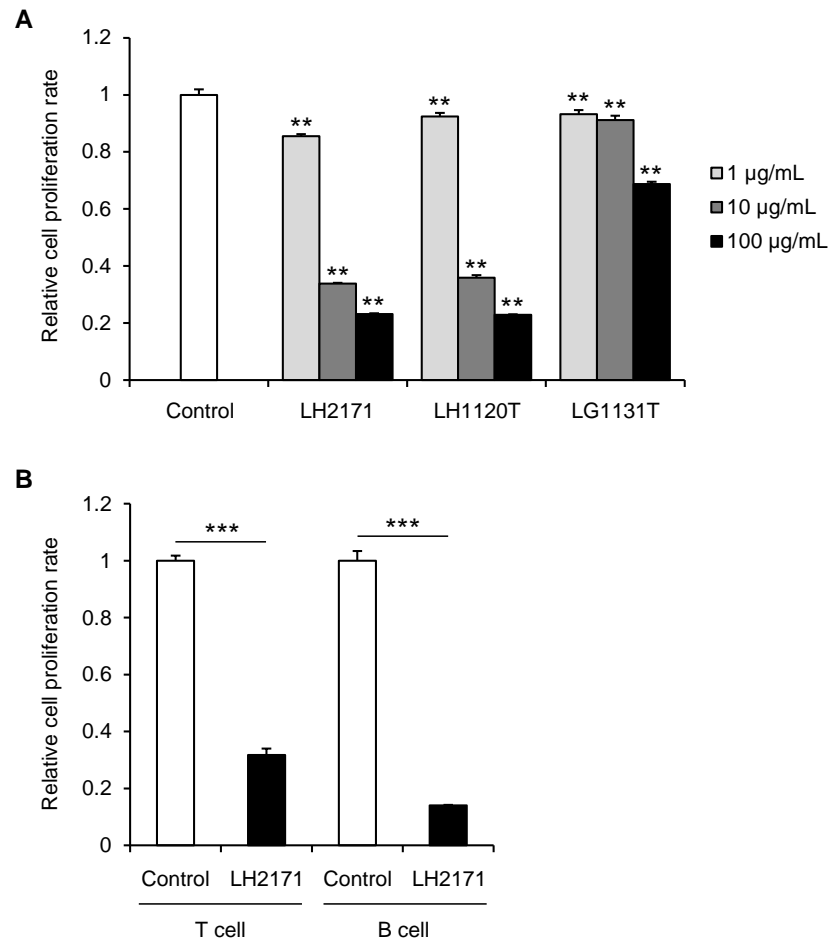 A
Relative cell proliferation rate
1.2
1
0.8
0.6
0.4
0.2
0
**
**
**
**
**
**
**
**
**
1 µg/mL
10 µg/mL
100 µg/mL
Control LH2171 LH1120T LG1131T
B
Relative cell proliferation rate
1.2
1
0.8
0.6
0.4
0.2
0
***
***
Control LH2171 Control LH2171
T cell B cell